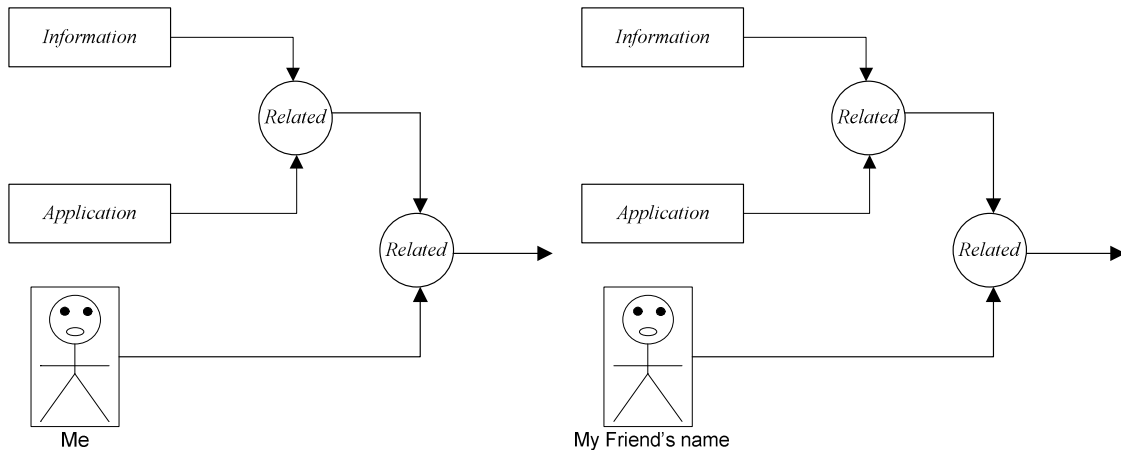 Information
Related
Application
Related
Me
Information
Related
Application
Related
My Friend's name